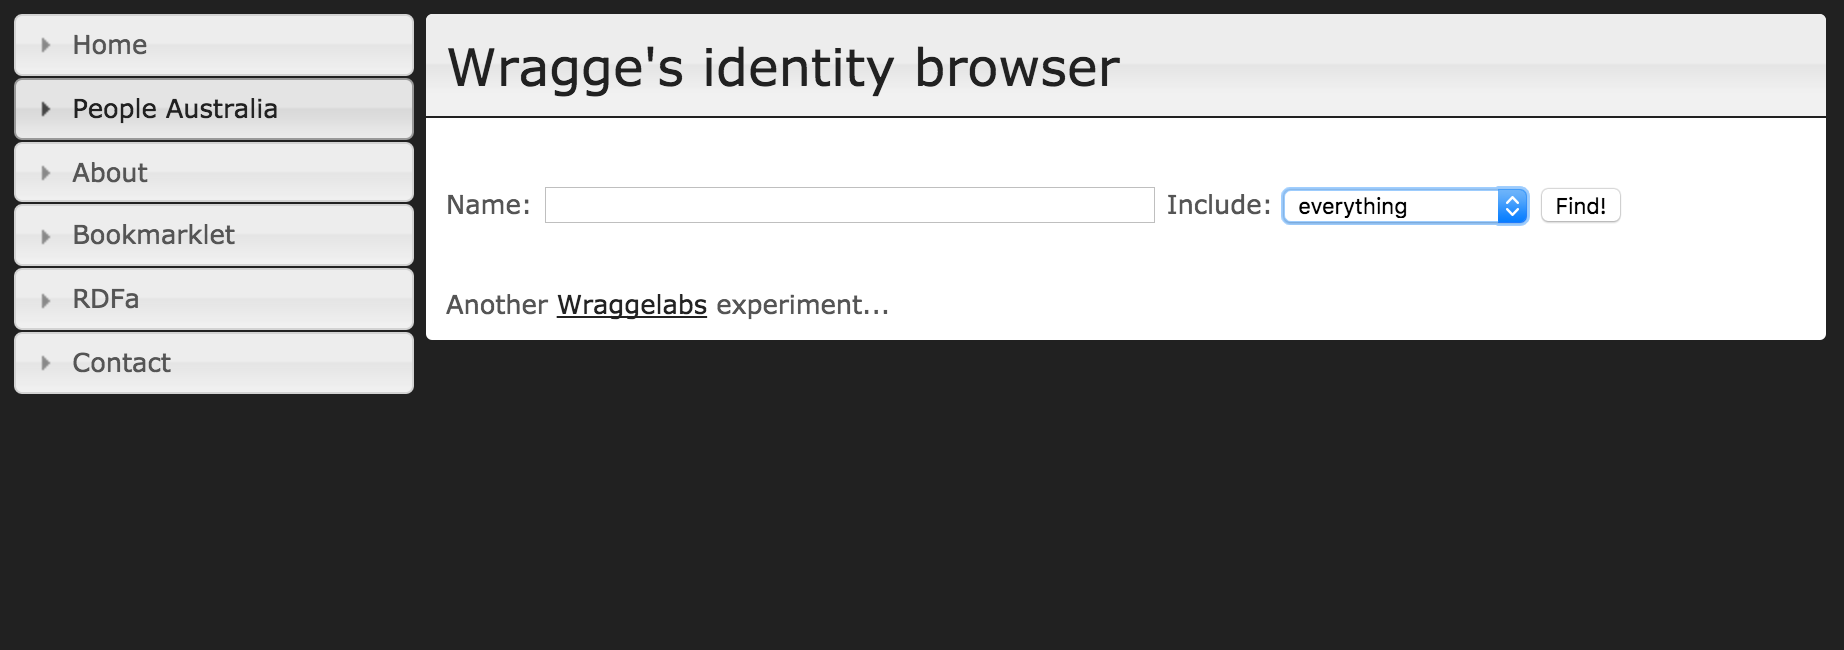 Home
People Australia
About
Bookmarklet
RDFa
Contact
Wragge's identity browser
Name: Include: everything Find!
Another Wraggelabs experiment...